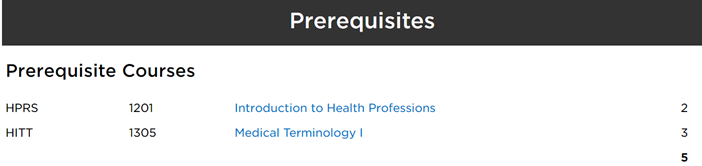 Prerequisites
Prerequisite Courses
HPRS 1201 Introduction to Health Professions 2
HITT 1305 Medical Terminology I 3
5